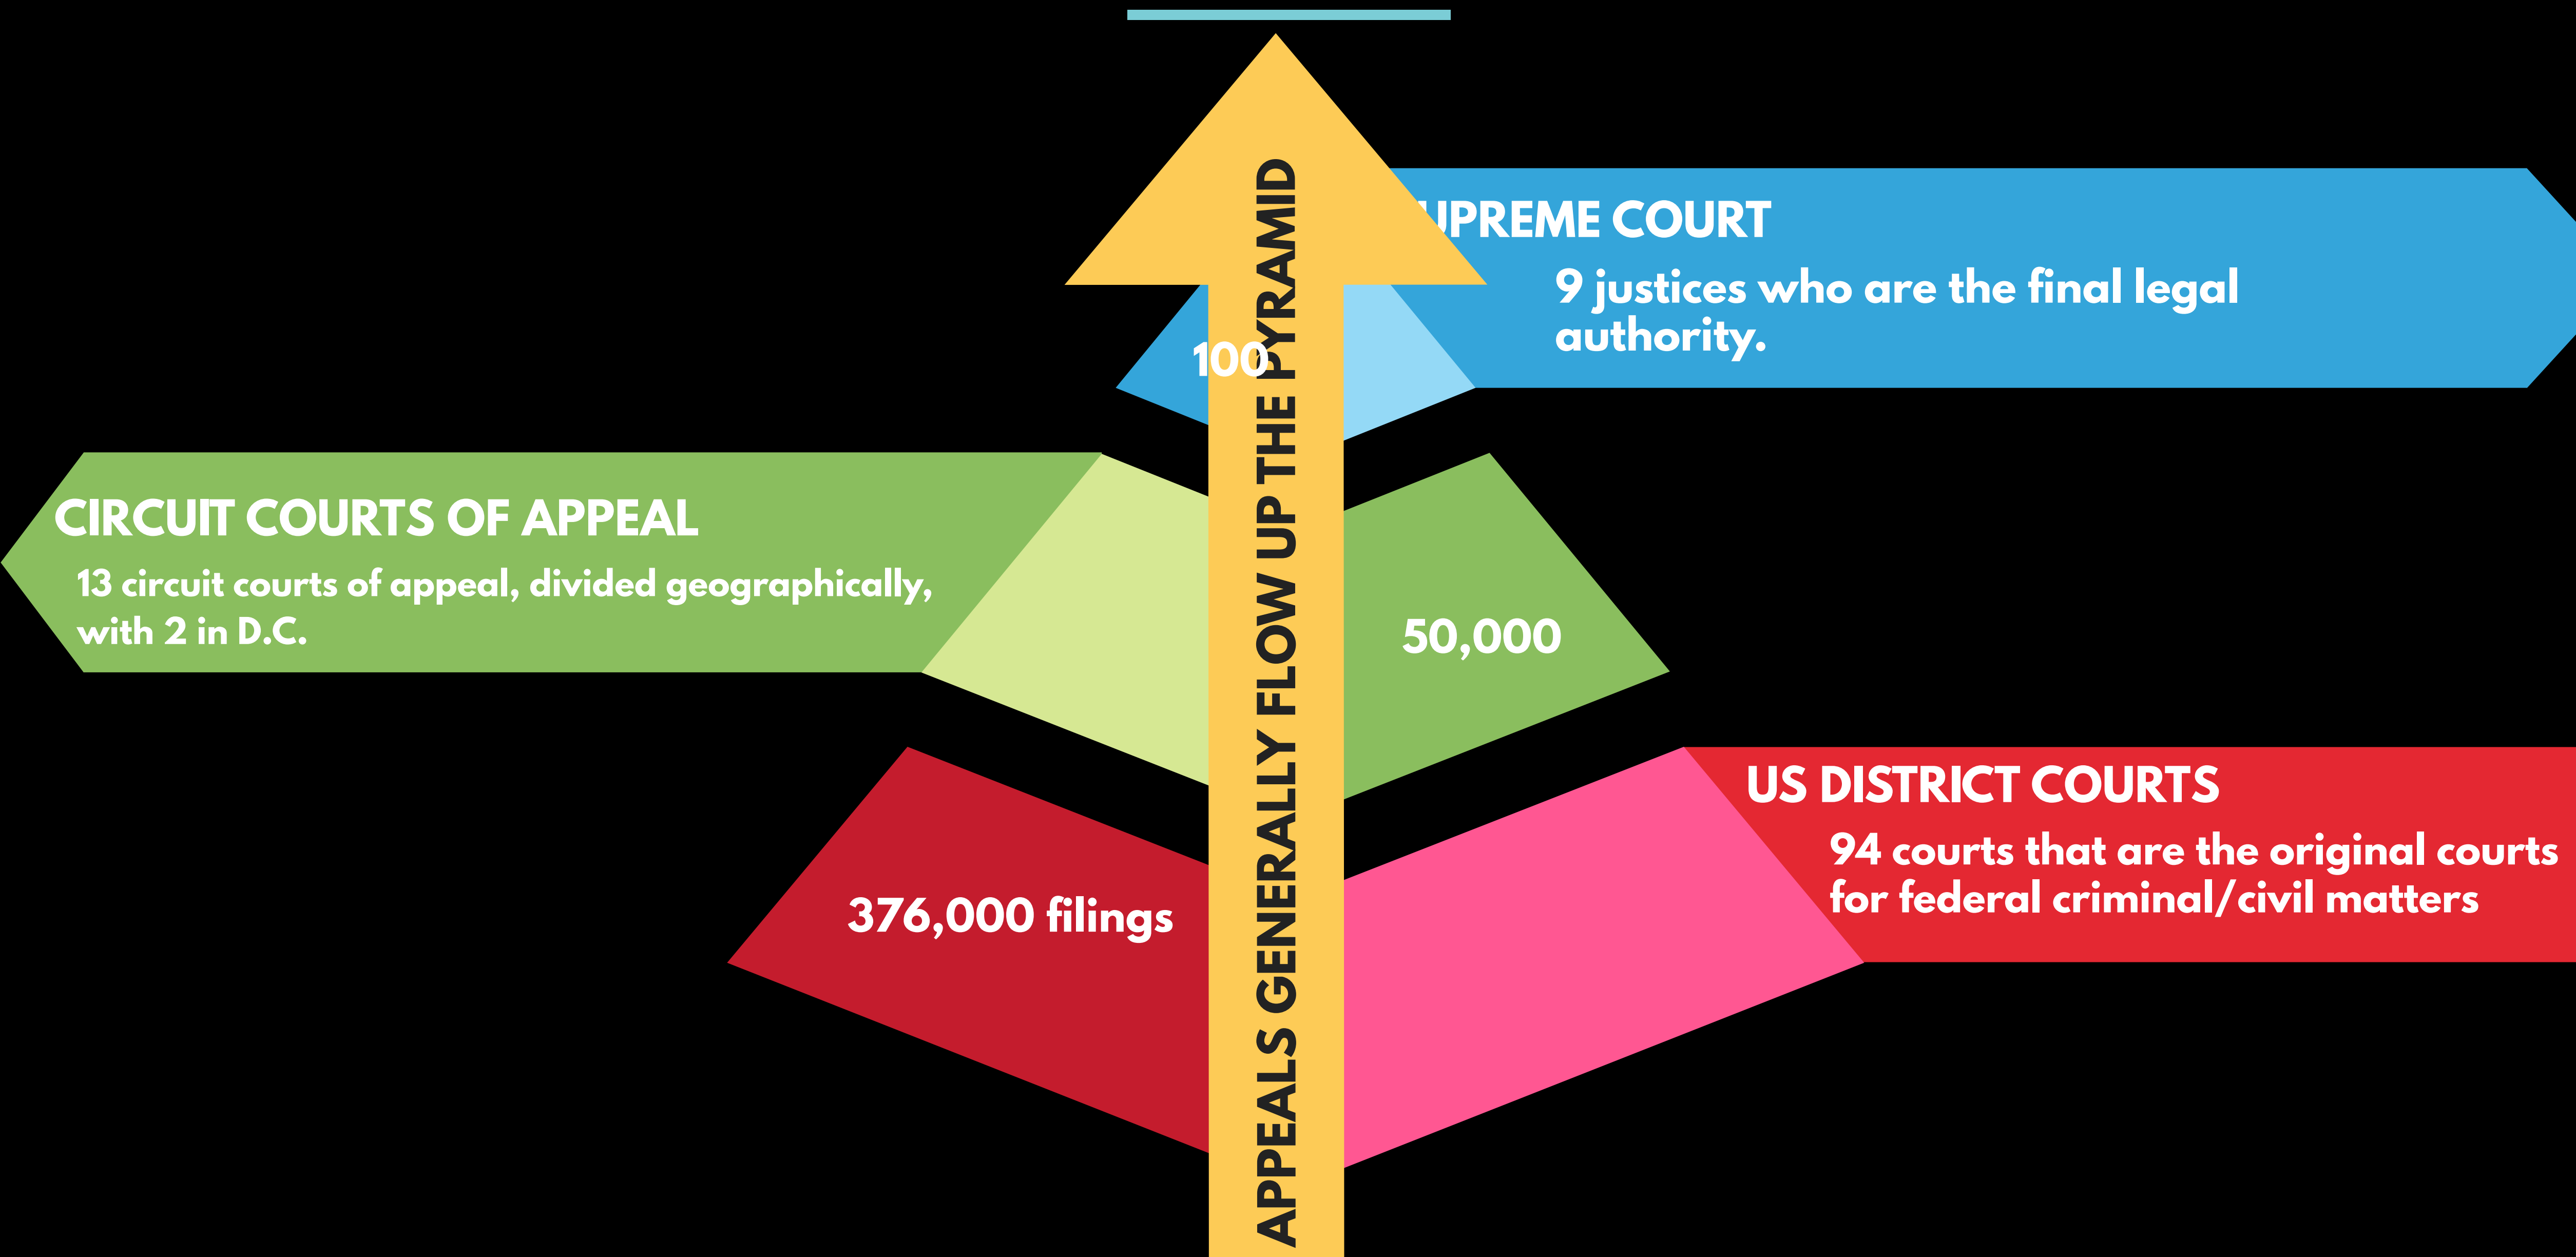 UPREME COURT
9 justices who are the final legal
authority.
100
CIRCUIT COURTS OF APPEAL
13 circuit courts of appeal, divided geographically,
with 2 in D.C.
50,000
US DISTRICT COURTS
94 courts that are the original courts
for federal criminal/civil matters
376,000 filings
APPEALS GENERALLY FLOW UP THE PYRAMID